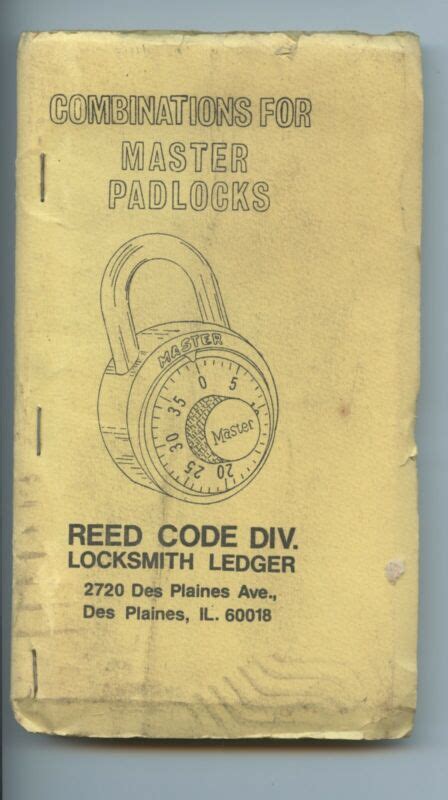 COMBINATIONS FOR
MASTER
PADLOCKS
MASTER
0 5
35
30
25
20
Master
REED CODE DIV.
LOCKSMITH LEDGER
2720 Des Plaines Ave.,
Des Plaines, IL. 60018